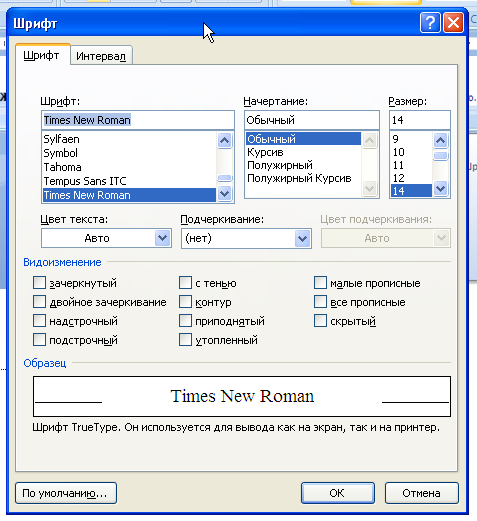 Шрифт
Шрифт Интервал
Шрифт: Начертание: Размер:
Times New Roman Обычный 14
Sylfaen Обычный 9
Symbol Курсив 10
Tahoma Полужирный 11
Tempus Sans ITC Полужирный Курсив 12
Times New Roman 14
Цвет текста: Подчеркивание: Цвет подчеркивания:
Авто (нет) Авто
Видоизменение
зачеркнутый с тенью малые прописные
двойное зачеркивание контур все прописные
надстрочный приподнятый скрытый
подстрочный утопленный
Образец
Times New Roman
Шрифт TrueType. Он используется для вывода как на экран, так и на принтер.
По умолчанию... ОК Отмена